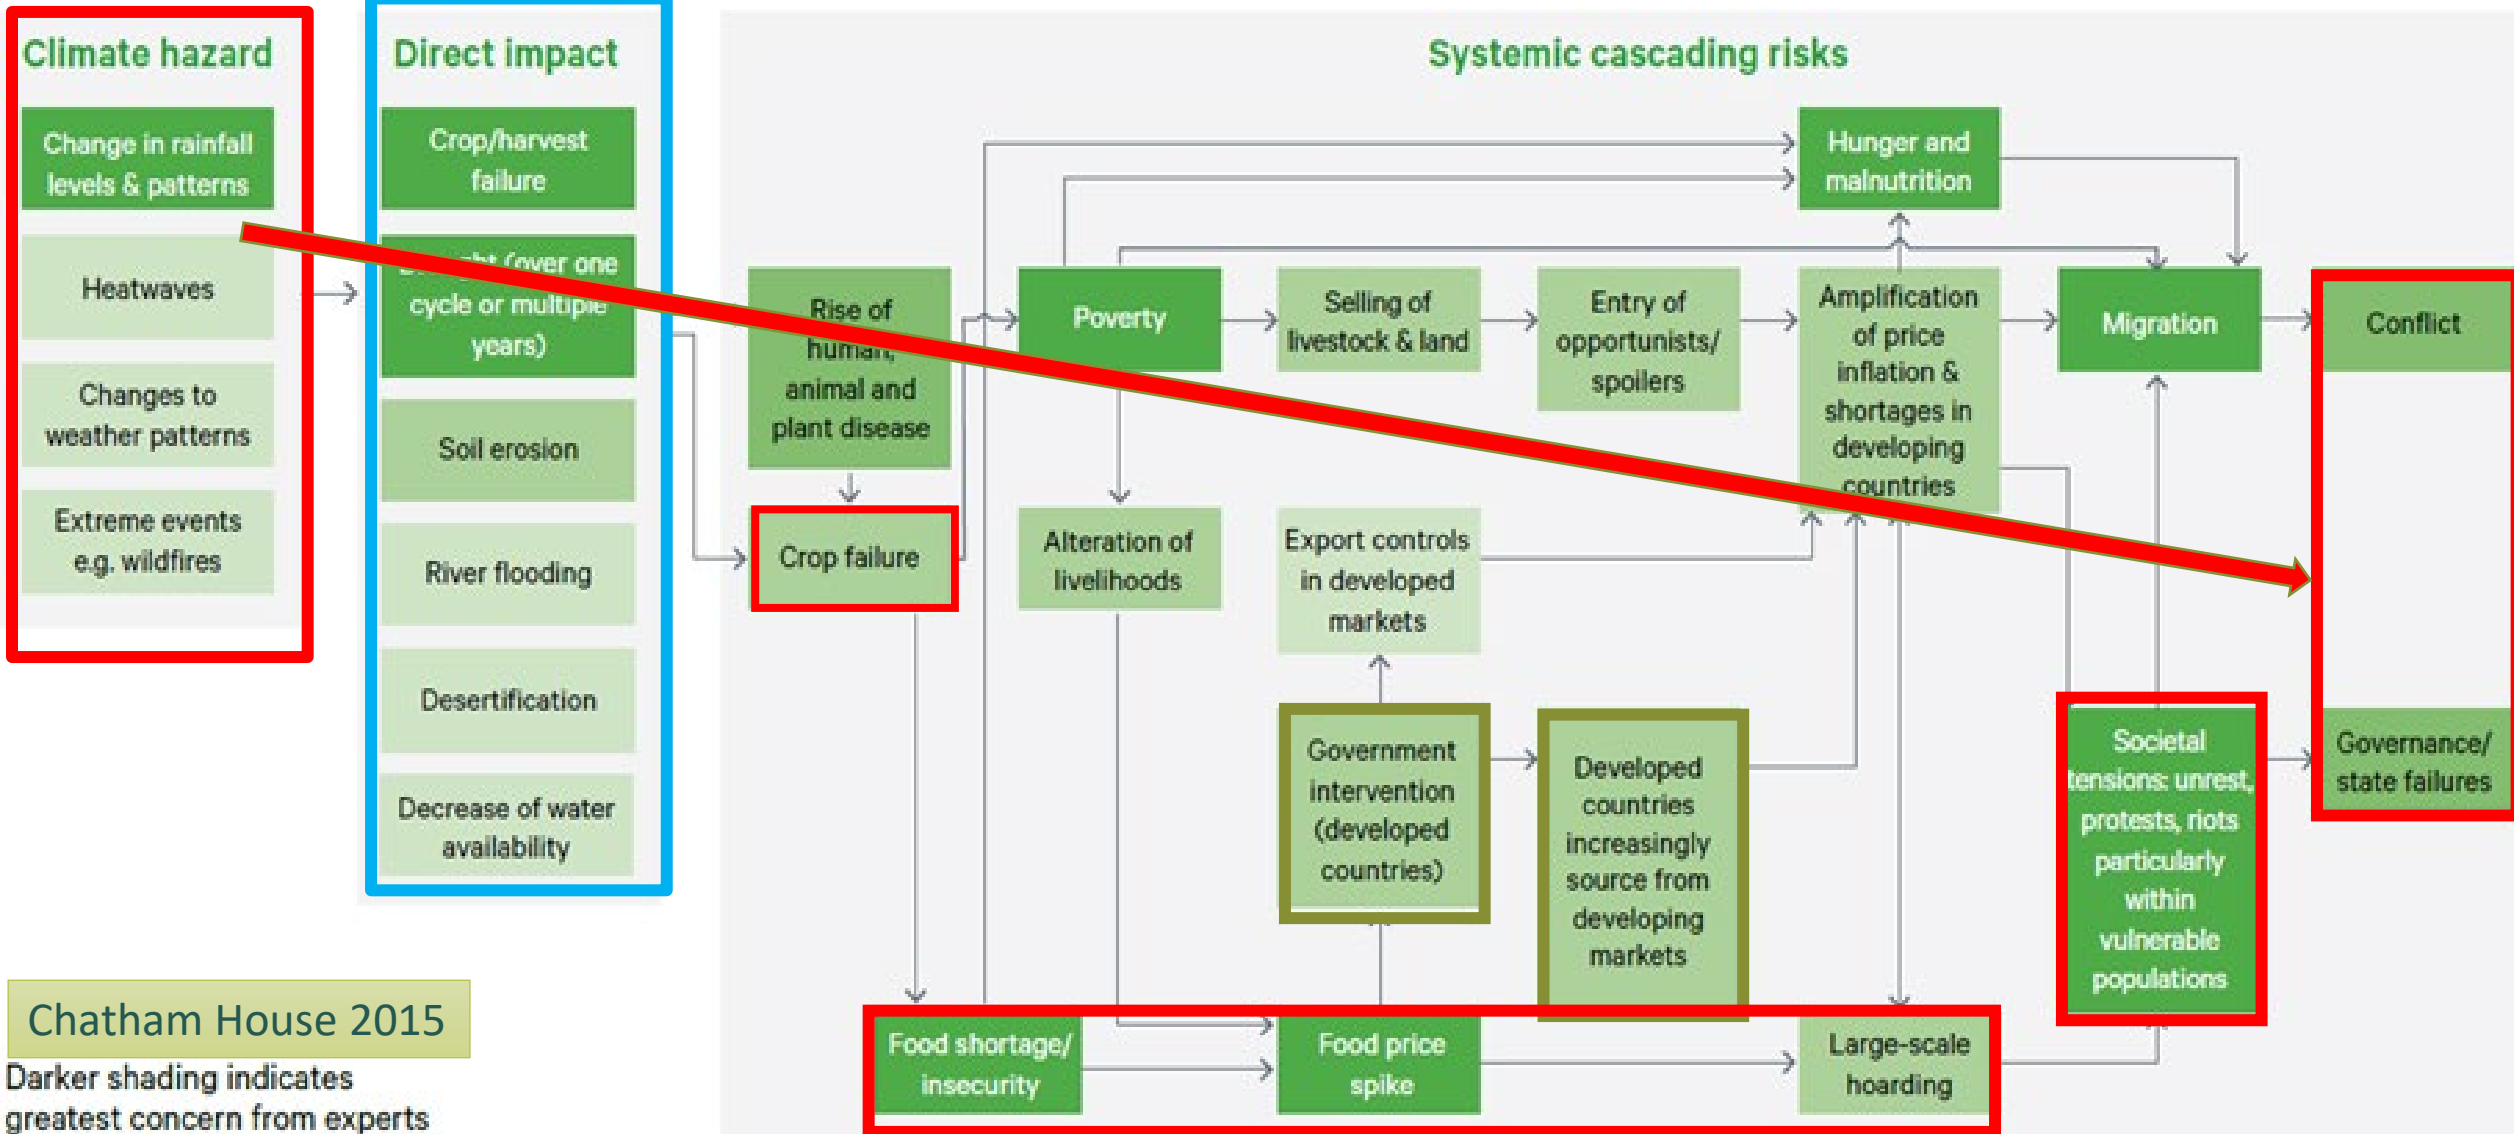 Climate hazard
Change in rainfall
levels & patterns
Heatwaves
Changes to
weather patterns
Extreme events
e.g. wildfires
Direct impact
Crop/harvest
failure
(over one
cycle or multiple
years)
Soil erosion
River flooding
Desertification
Decrease of water
availability
Systemic cascading risks
Rise of
human,
animal and
plant disease
Crop failure
Poverty
Alteration of
livelihoods
Selling of
livestock & land
Entry of
opportunists/
spoilers
Hunger and
malnutrition
Amplification
of price
inflation &
shortages in
developing
countries
Migration
Conflict
Export controls
in developed
markets
Government
intervention
(developed
countries)
Developed
countries
increasingly
source from
developing
markets
Societal
tensions: unrest,
protests, riots
particularly
within
vulnerable
populations
Governance/
state failures
Food shortage/
insecurity
Food price
spike
Large-scale
hoarding
Chatham House 2015
Darker shading indicates
greatest concern from experts